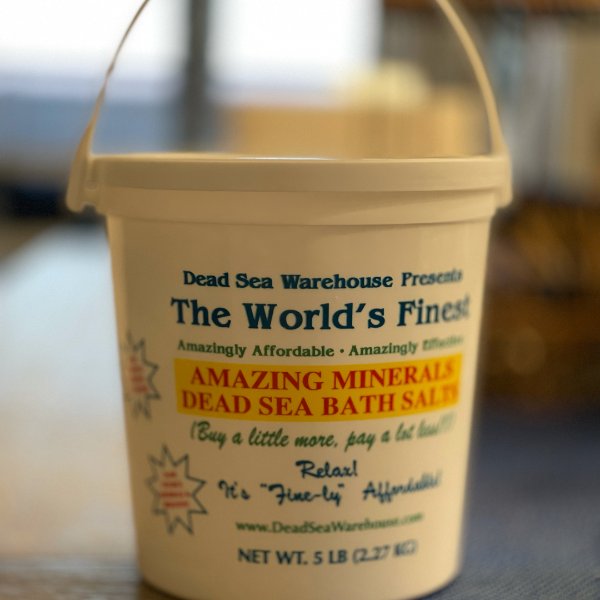 Dead Sea Warehouse Presents
The World's Finest
Amazingly Affordable • Amazingly Effective
AMAZING MINERALS
DEAD SEA BATH SALTS
(Buy a little more, pay a lot less!!!)
Relax!
It's "Fine-ly" Affordable!
www.DeadSeaWarehouse.com
NET WT. 5 LB (2.27 KG)